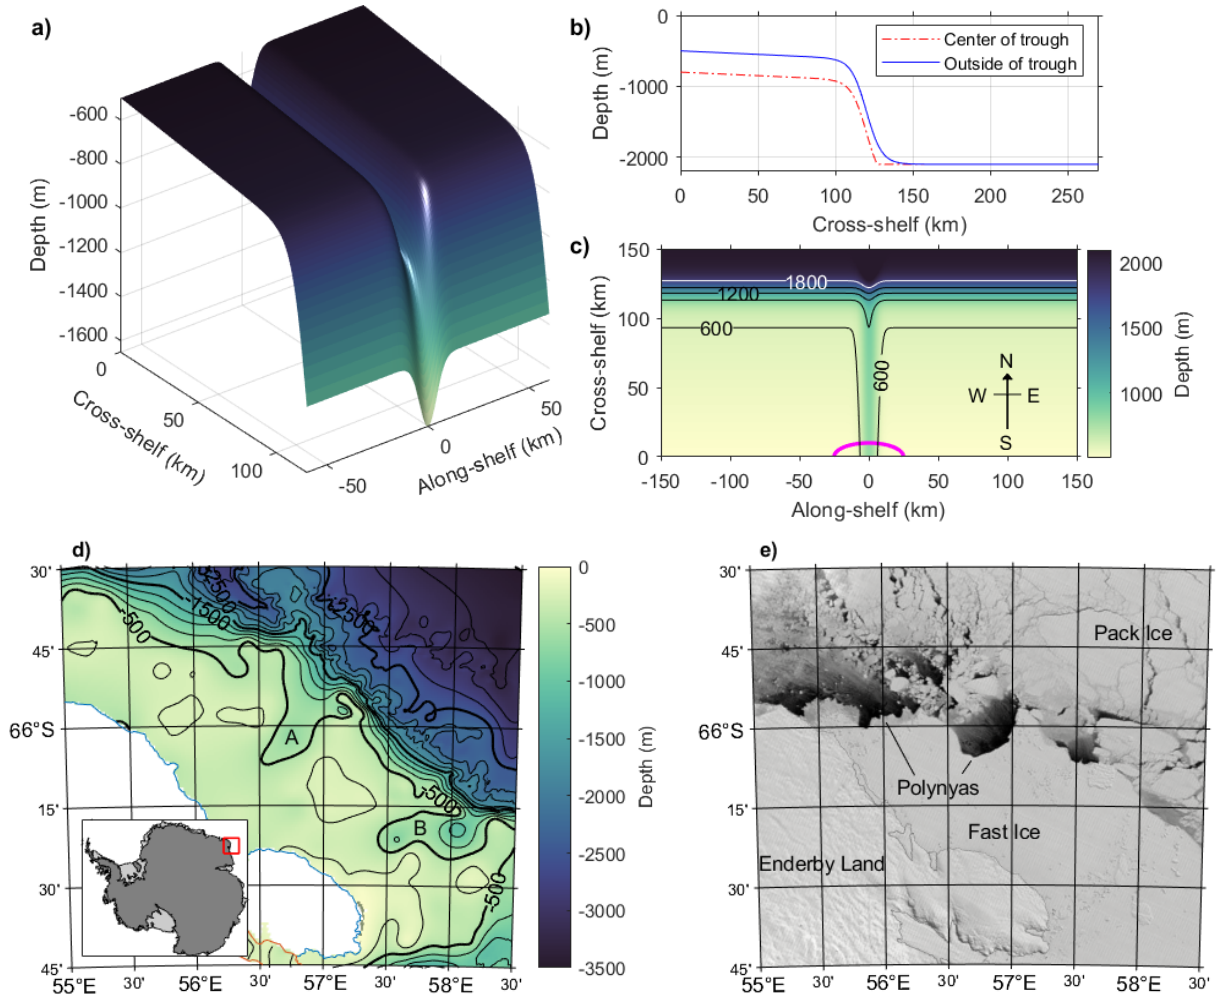 a)
-600
-800
-1000
-1200
-1400
-1600
Depth (m)
0
50
100
Cross-shelf (km)
-50
0
50
Along-shelf (km)
b)
0
-1000
-2000
Depth (m)
Center of trough
Outside of trough
0 50 100 150 200 250
Cross-shelf (km)
c)
150
100
50
0
Cross-shelf (km)
1800
1200
600
600
N
W E
S
-150 -100 -50 0 50 100 150
Along-shelf (km)
2000
1500
1000
Depth (m)
d)
30'
45'
66°S
15'
30'
45'
-500
-1500
-2500
-2500
A
-500
B
-500
55°E 30' 56°E 30' 57°E 30' 58°E 30'
0
-500
-1000
-1500
-2000
-2500
-3000
-3500
Depth (m)
e)
30'
45'
66°S
15'
30'
45'
Pack Ice
Polynyas
Fast Ice
Enderby Land
55°E 30' 56°E 30' 57°E 30' 58°E 30'